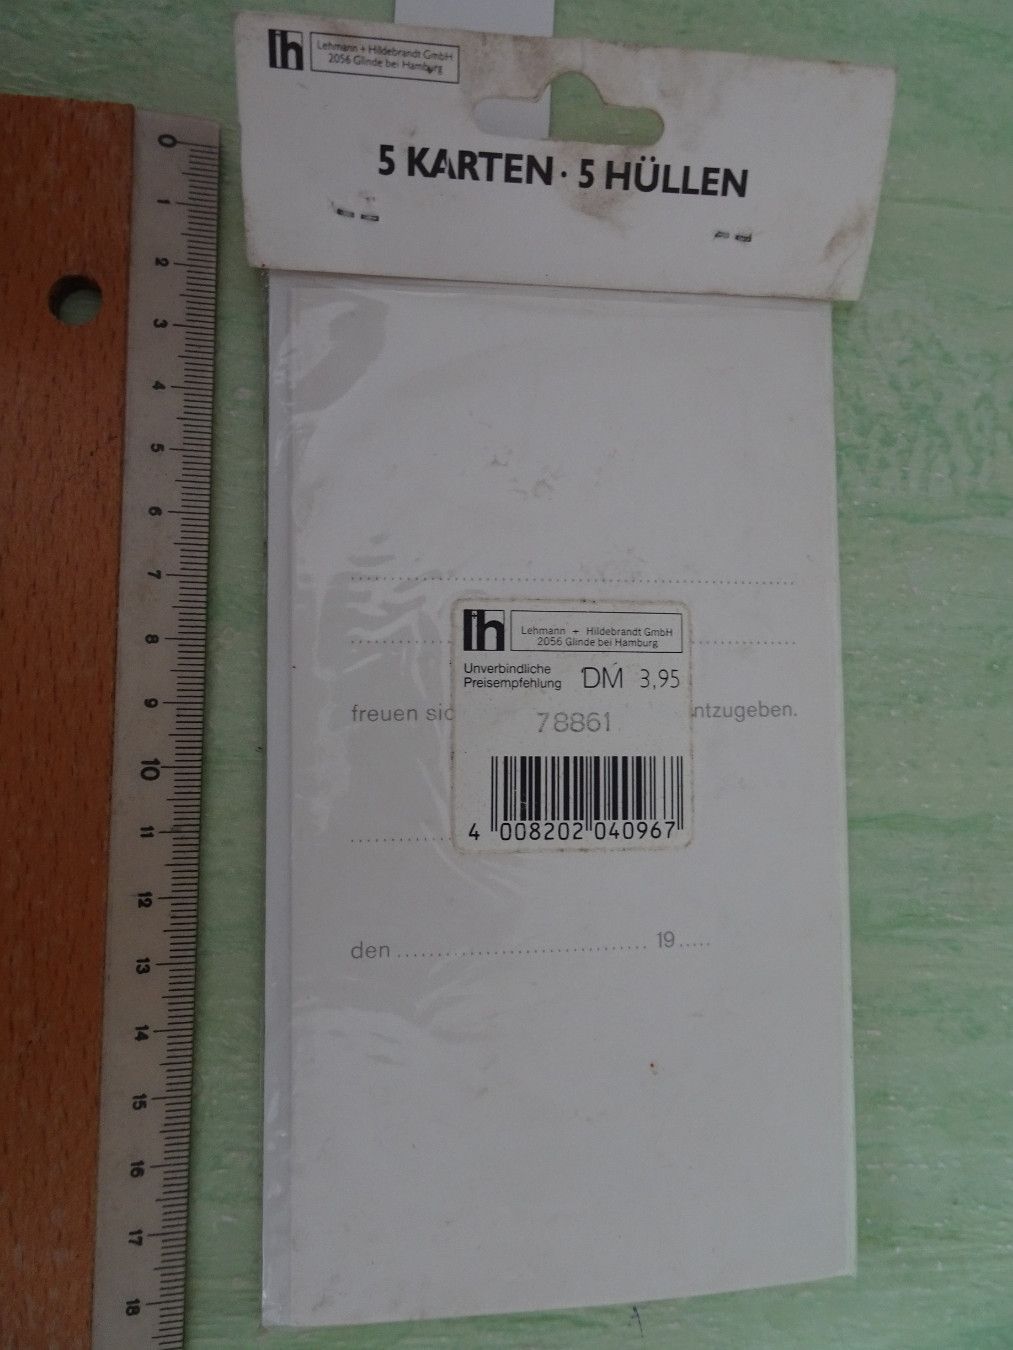 lh
Lehmann + Hildebrandt GmbH
2056 Glinde bei Hamburg
5 KARTEN · 5 HÜLLEN
0
1
2
3
4
5
6
7
8
9
10
11
12
13
14
15
16
17
18
lh
Lehmann + Hildebrandt GmbH
2056 Glinde bei Hamburg
Unverbindliche
Preisempfehlung DM 3,95
freuen sic 78861 ntzugeben.
4 008202 040967
den ........................................ 19.....